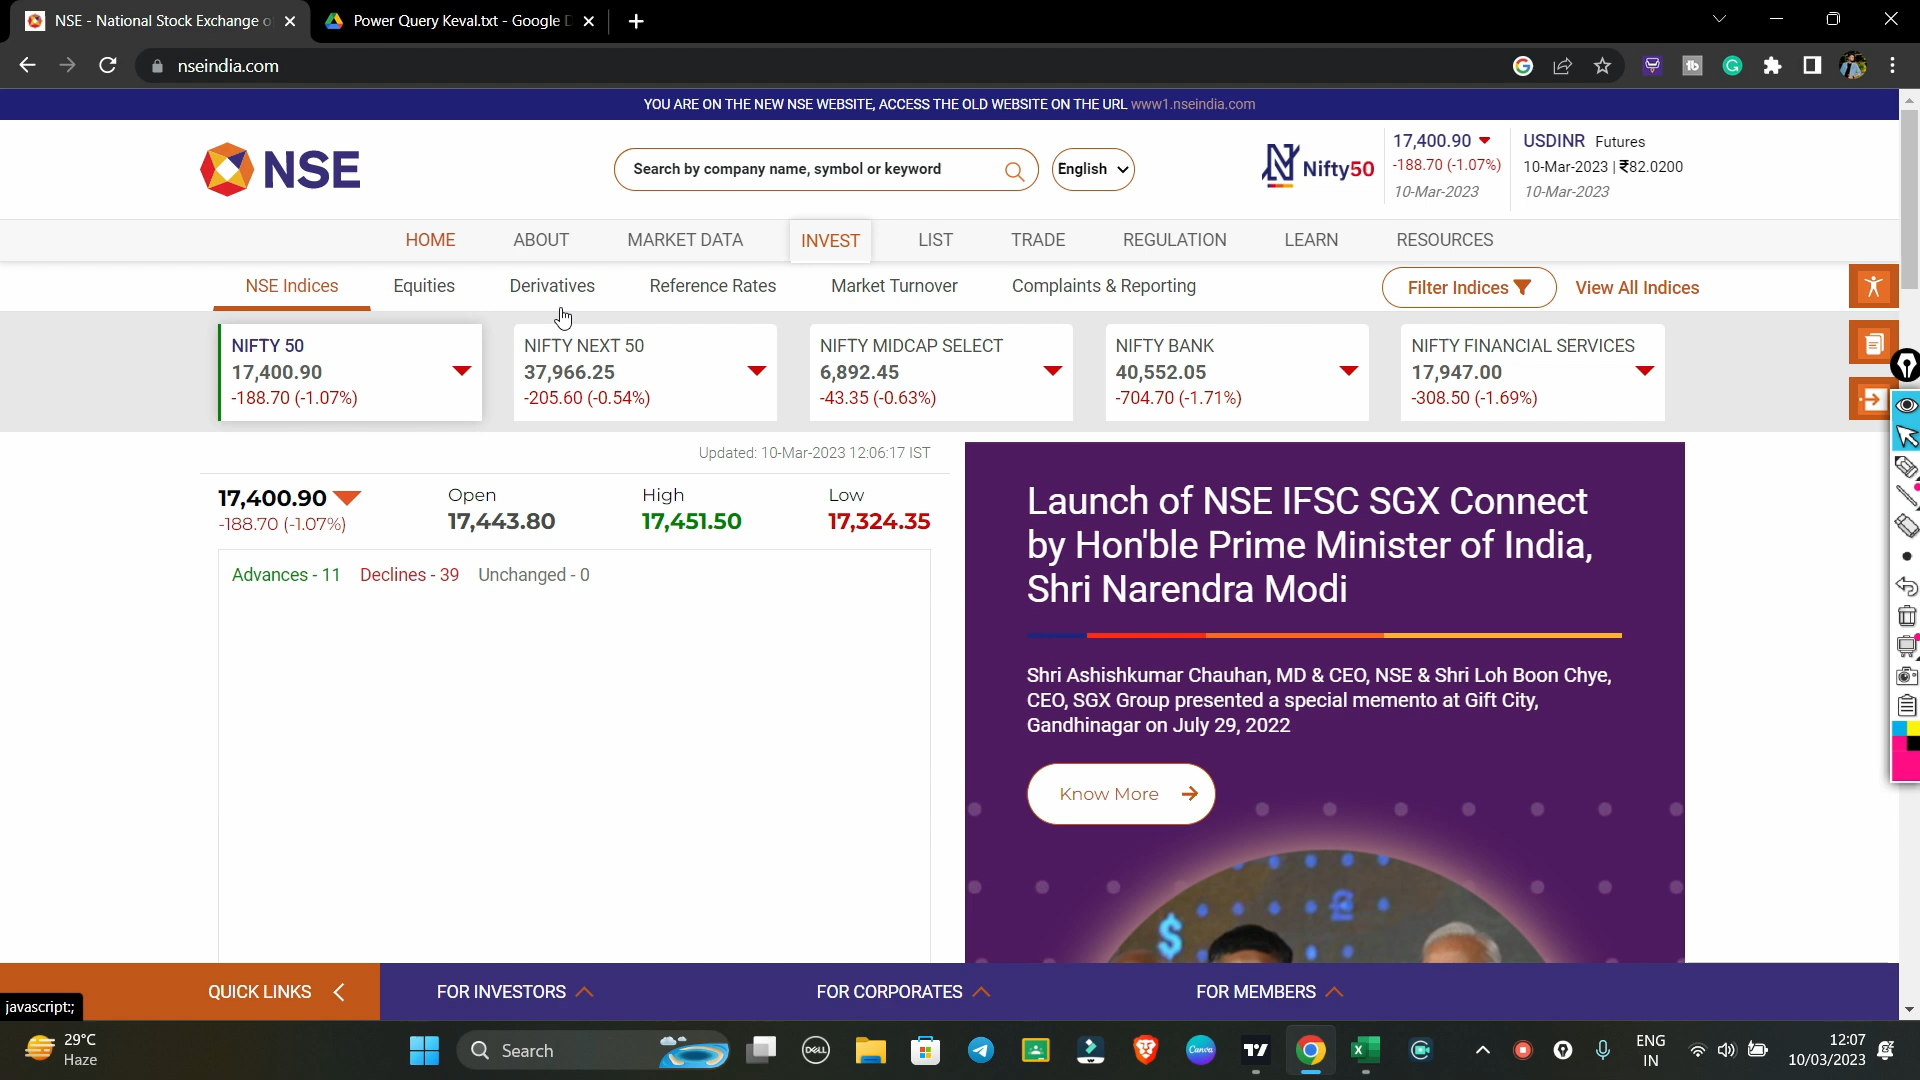 NSE - National Stock Exchange o
Power Query Keval.txt - Google D
nseindia.com
YOU ARE ON THE NEW NSE WEBSITE, ACCESS THE OLD WEBSITE ON THE URL www1.nseindia.com
NSE
Search by company name, symbol or keyword
English
Nifty50
17,400.90
-188.70 (-1.07%)
10-Mar-2023
USDINR Futures
10-Mar-2023 | ₹82.0200
10-Mar-2023
HOME ABOUT MARKET DATA INVEST LIST TRADE REGULATION LEARN RESOURCES
NSE Indices Equities Derivatives Reference Rates Market Turnover Complaints & Reporting Filter Indices View All Indices
NIFTY 50
17,400.90
-188.70 (-1.07%)
NIFTY NEXT 50
37,966.25
-205.60 (-0.54%)
NIFTY MIDCAP SELECT
6,892.45
-43.35 (-0.63%)
NIFTY BANK
40,552.05
-704.70 (-1.71%)
NIFTY FINANCIAL SERVICES
17,947.00
-308.50 (-1.69%)
Updated: 10-Mar-2023 12:06:17 IST
17,400.90
-188.70 (-1.07%)
Open
17,443.80
High
17,451.50
Low
17,324.35
Advances - 11 Declines - 39 Unchanged - 0
Launch of NSE IFSC SGX Connect
by Hon'ble Prime Minister of India,
Shri Narendra Modi
Shri Ashishkumar Chauhan, MD & CEO, NSE & Shri Loh Boon Chye,
CEO, SGX Group presented a special memento at Gift City,
Gandhinagar on July 29, 2022
Know More
QUICK LINKS FOR INVESTORS FOR CORPORATES FOR MEMBERS
javascript:;
29°C
Haze
Search
DELL
Canva
ENG
IN
12:07
10/03/2023